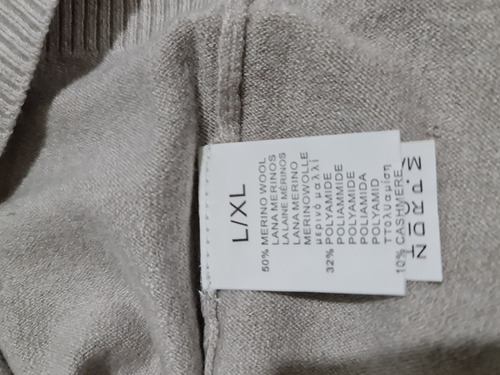 L/XL
50% MERINO WOOL
LANA MERINOS
LA LAINE MÉRINOS
LANA MERINO
MERINOWOLLE
μερινό μαλλί
32% POLYAMIDE
POLIAMMIDE
POLYAMIDE
POLIAMIDA
POLYAMID
πολυαμίδη
10% CASHMERE